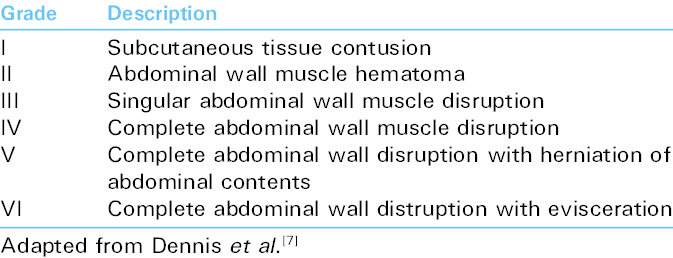 Grade Description
I Subcutaneous tissue contusion
II Abdominal wall muscle hematoma
III Singular abdominal wall muscle disruption
IV Complete abdominal wall muscle disruption
V Complete abdominal wall disruption with herniation of
abdominal contents
VI Complete abdominal wall distruption with evisceration
Adapted from Dennis et al.[7]